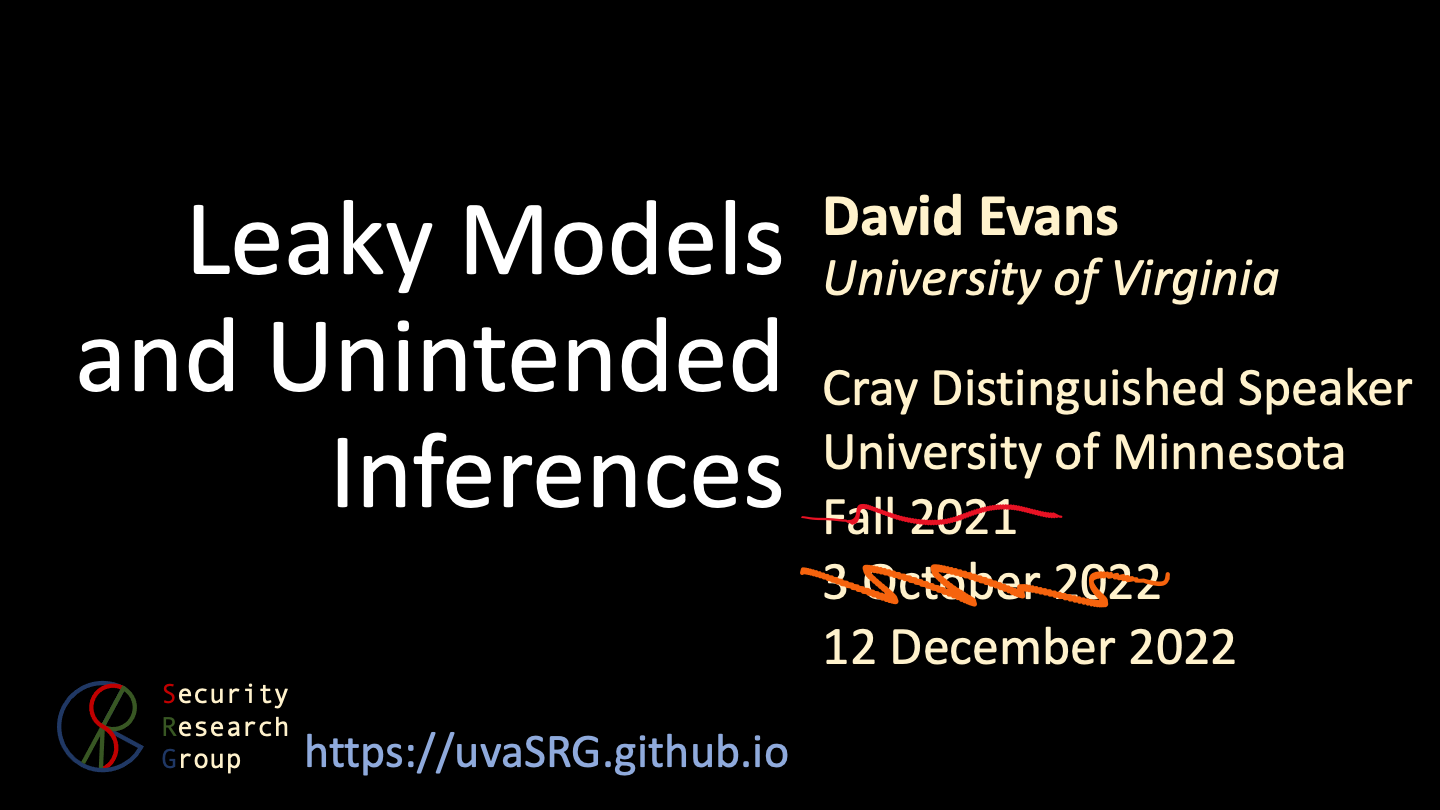 Leaky Models
and Unintended
Inferences
David Evans
University of Virginia
Cray Distinguished Speaker
University of Minnesota
Fall 2021
3 October 2022
12 December 2022
Security
Research
Group
https://uvaSRG.github.io